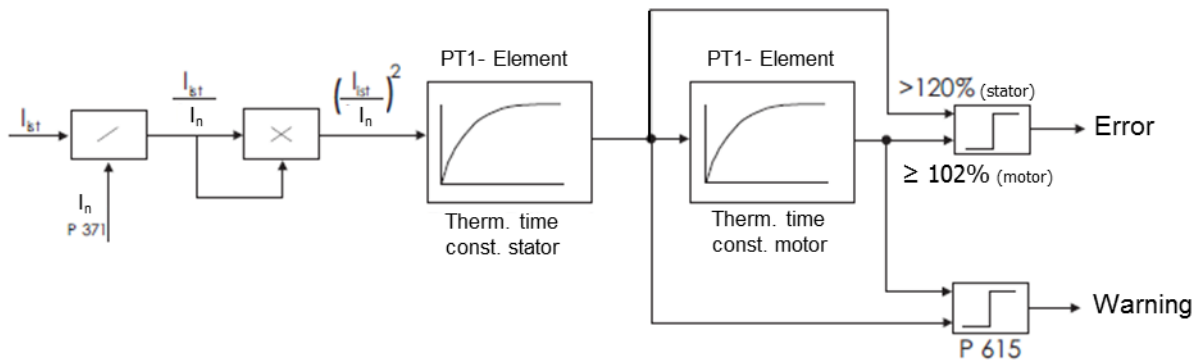 I_ist
I_n
P 371
I_ist
I_n
(I_ist
I_n)²
PT1- Element
Therm. time
const. stator
PT1- Element
Therm. time
const. motor
>120% (stator)
≥ 102% (motor)
Error
Warning
P 615